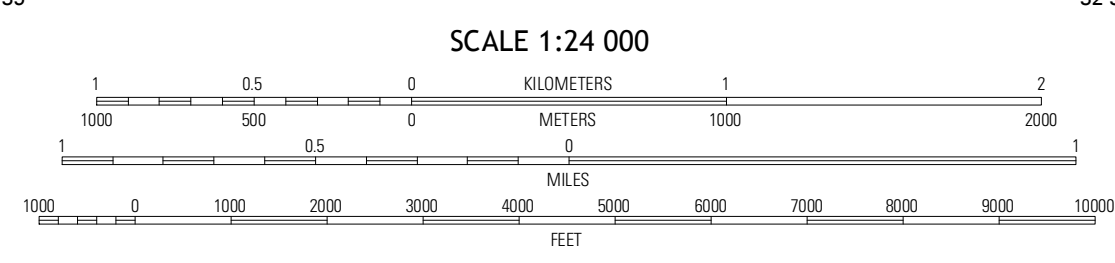 SCALE 1:24 000
1 0.5 0 KILOMETERS 1 2
1000 500 0 METERS 1000 2000
1 0.5 0 1
MILES
1000 0 1000 2000 3000 4000 5000 6000 7000 8000 9000 10000
FEET